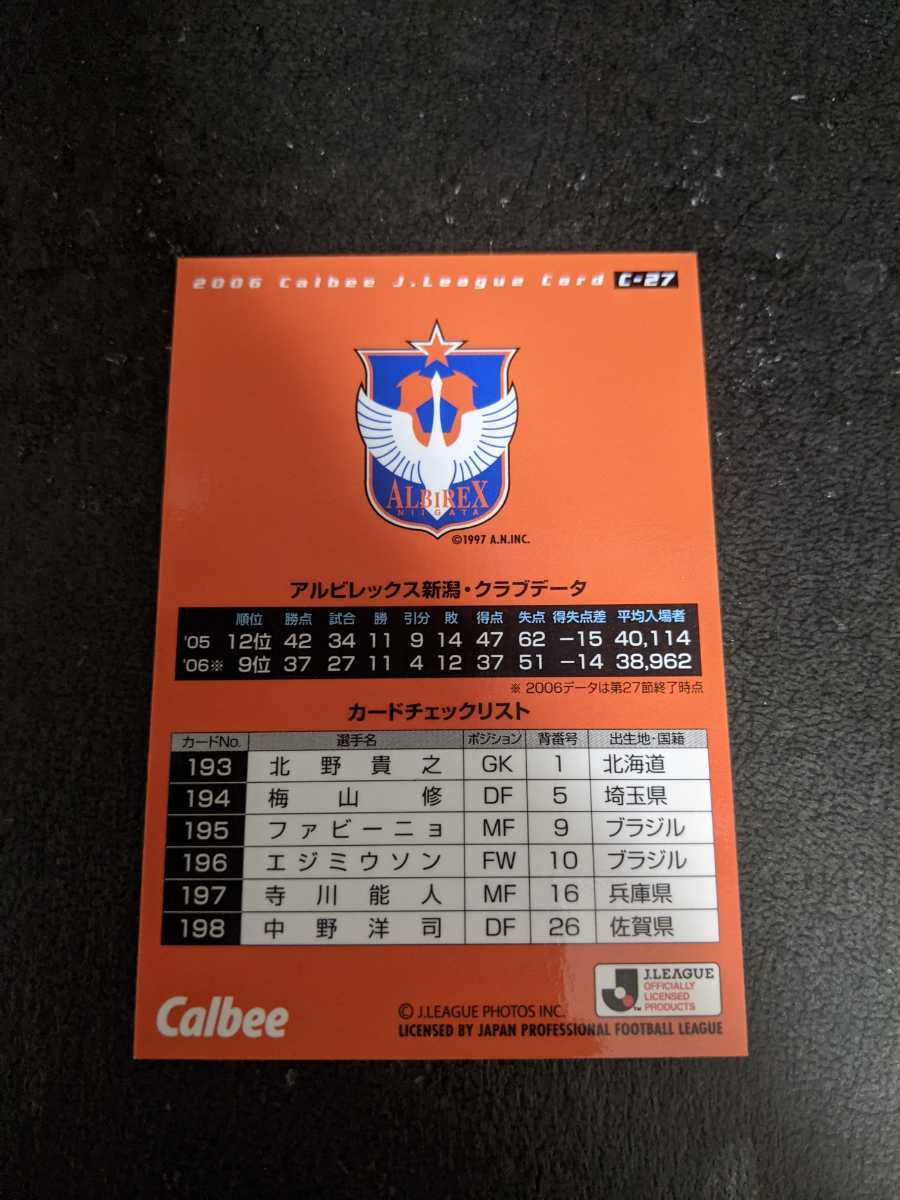 2006 Calbee J.League Card C-27
ALBIREX
NIIGATA
©1997 A.N.INC.
アルビレックス新潟・クラブデータ
順位 勝点 試合 勝 引分 敗 得点 失点 得失点差 平均入場者
'05 12位 42 34 11 9 14 47 62 −15 40,114
'06※ 9位 37 27 11 4 12 37 51 −14 38,962
※ 2006データは第27節終了時点
カードチェックリスト
カードNo. 選手名 ポジション 背番号 出生地・国籍
193 北野貴之 GK 1 北海道
194 梅山修 DF 5 埼玉県
195 ファビーニョ MF 9 ブラジル
196 エジミウソン FW 10 ブラジル
197 寺川能人 MF 16 兵庫県
198 中野洋司 DF 26 佐賀県
Calbee
J.LEAGUE
OFFICIALLY
LICENSED
PRODUCTS
J
TM
© J.LEAGUE PHOTOS INC.
LICENSED BY JAPAN PROFESSIONAL FOOTBALL LEAGUE